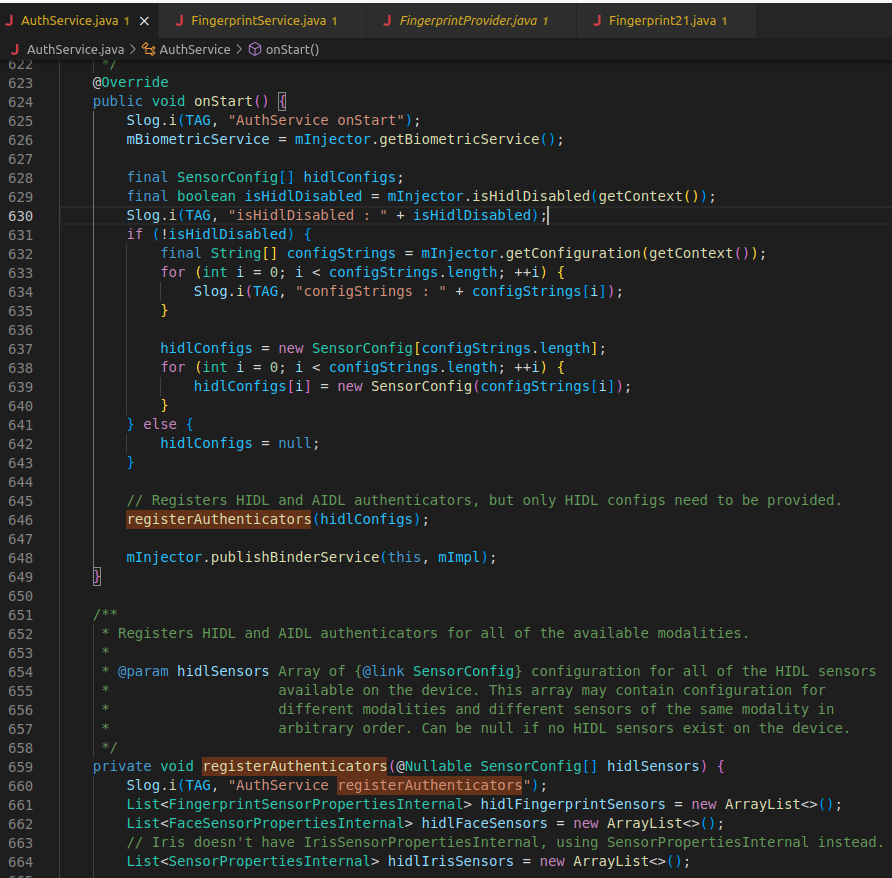 J AuthService.java 1 × J FingerprintService.java 1 J FingerprintProvider.java 1 J Fingerprint21.java 1
J AuthService.java > AuthService > onStart()
622 */
623 @Override
624 public void onStart() {
625 Slog.i(TAG, "AuthService onStart");
626 mBiometricService = mInjector.getBiometricService();
627
628 final SensorConfig[] hidlConfigs;
629 final boolean isHidlDisabled = mInjector.isHidlDisabled(getContext());
630 Slog.i(TAG, "isHidlDisabled : " + isHidlDisabled);
631 if (!isHidlDisabled) {
632 final String[] configStrings = mInjector.getConfiguration(getContext());
633 for (int i = 0; i < configStrings.length; ++i) {
634 Slog.i(TAG, "configStrings : " + configStrings[i]);
635 }
636
637 hidlConfigs = new SensorConfig[configStrings.length];
638 for (int i = 0; i < configStrings.length; ++i) {
639 hidlConfigs[i] = new SensorConfig(configStrings[i]);
640 }
641 } else {
642 hidlConfigs = null;
643 }
644
645 // Registers HIDL and AIDL authenticators, but only HIDL configs need to be provided.
646 registerAuthenticators(hidlConfigs);
647
648 mInjector.publishBinderService(this, mImpl);
649 }
650
651 /**
652 * Registers HIDL and AIDL authenticators for all of the available modalities.
653 *
654 * @param hidlSensors Array of {@link SensorConfig} configuration for all of the HIDL sensors
655 * available on the device. This array may contain configuration for
656 * different modalities and different sensors of the same modality in
657 * arbitrary order. Can be null if no HIDL sensors exist on the device.
658 */
659 private void registerAuthenticators(@Nullable SensorConfig[] hidlSensors) {
660 Slog.i(TAG, "AuthService registerAuthenticators");
661 List<FingerprintSensorPropertiesInternal> hidlFingerprintSensors = new ArrayList<>();
662 List<FaceSensorPropertiesInternal> hidlFaceSensors = new ArrayList<>();
663 // Iris doesn't have IrisSensorPropertiesInternal, using SensorPropertiesInternal instead.
664 List<SensorPropertiesInternal> hidlIrisSensors = new ArrayList<>();